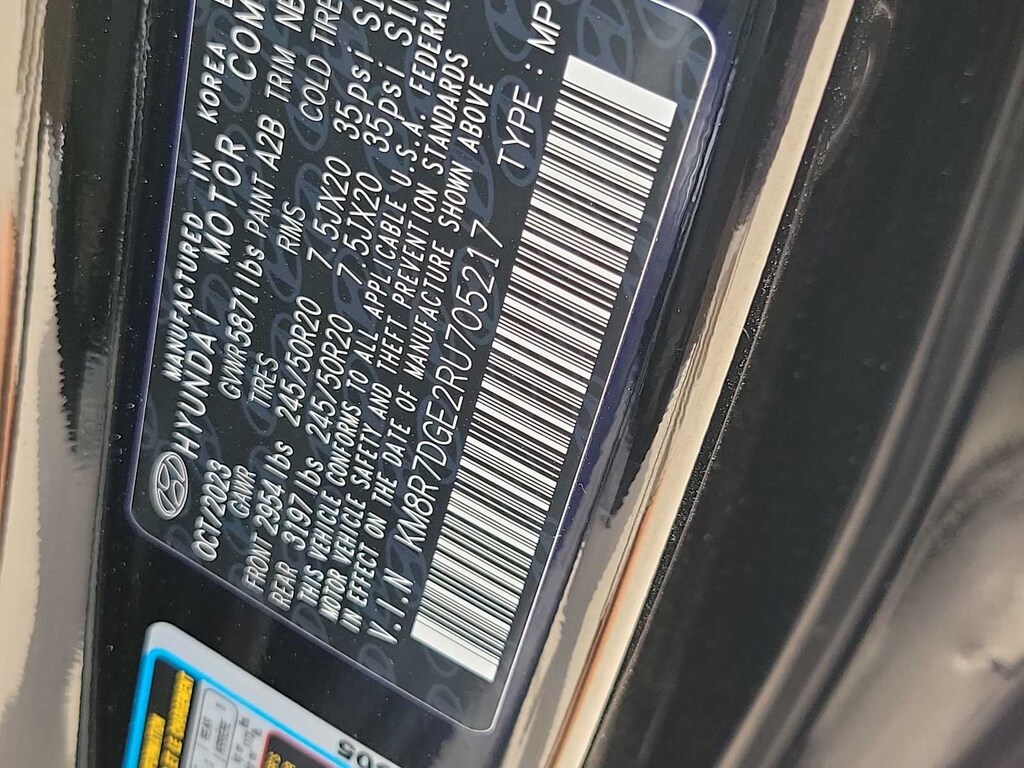 MANUFACTURED IN KOREA
HYUNDAI MOTOR COM
OCT/2023 GVWR5871 lbs PAINT A2B TRIM NB
GAWR TIRES RIMS COLD TIRE
FRONT 2954 lbs 245/50R20 7.5JX20 35psi
REAR 3197 lbs 245/50R20 7.5JX20 35psi SIN
THIS VEHICLE CONFORMS TO ALL APPLICABLE U.S.A. FEDERAL
MOTOR VEHICLE SAFETY AND THEFT PREVENTION STANDARDS
IN EFFECT ON THE DATE OF MANUFACTURE SHOWN ABOVE
V.I.N KM8R7DGE2RU705217 TYPE : MP